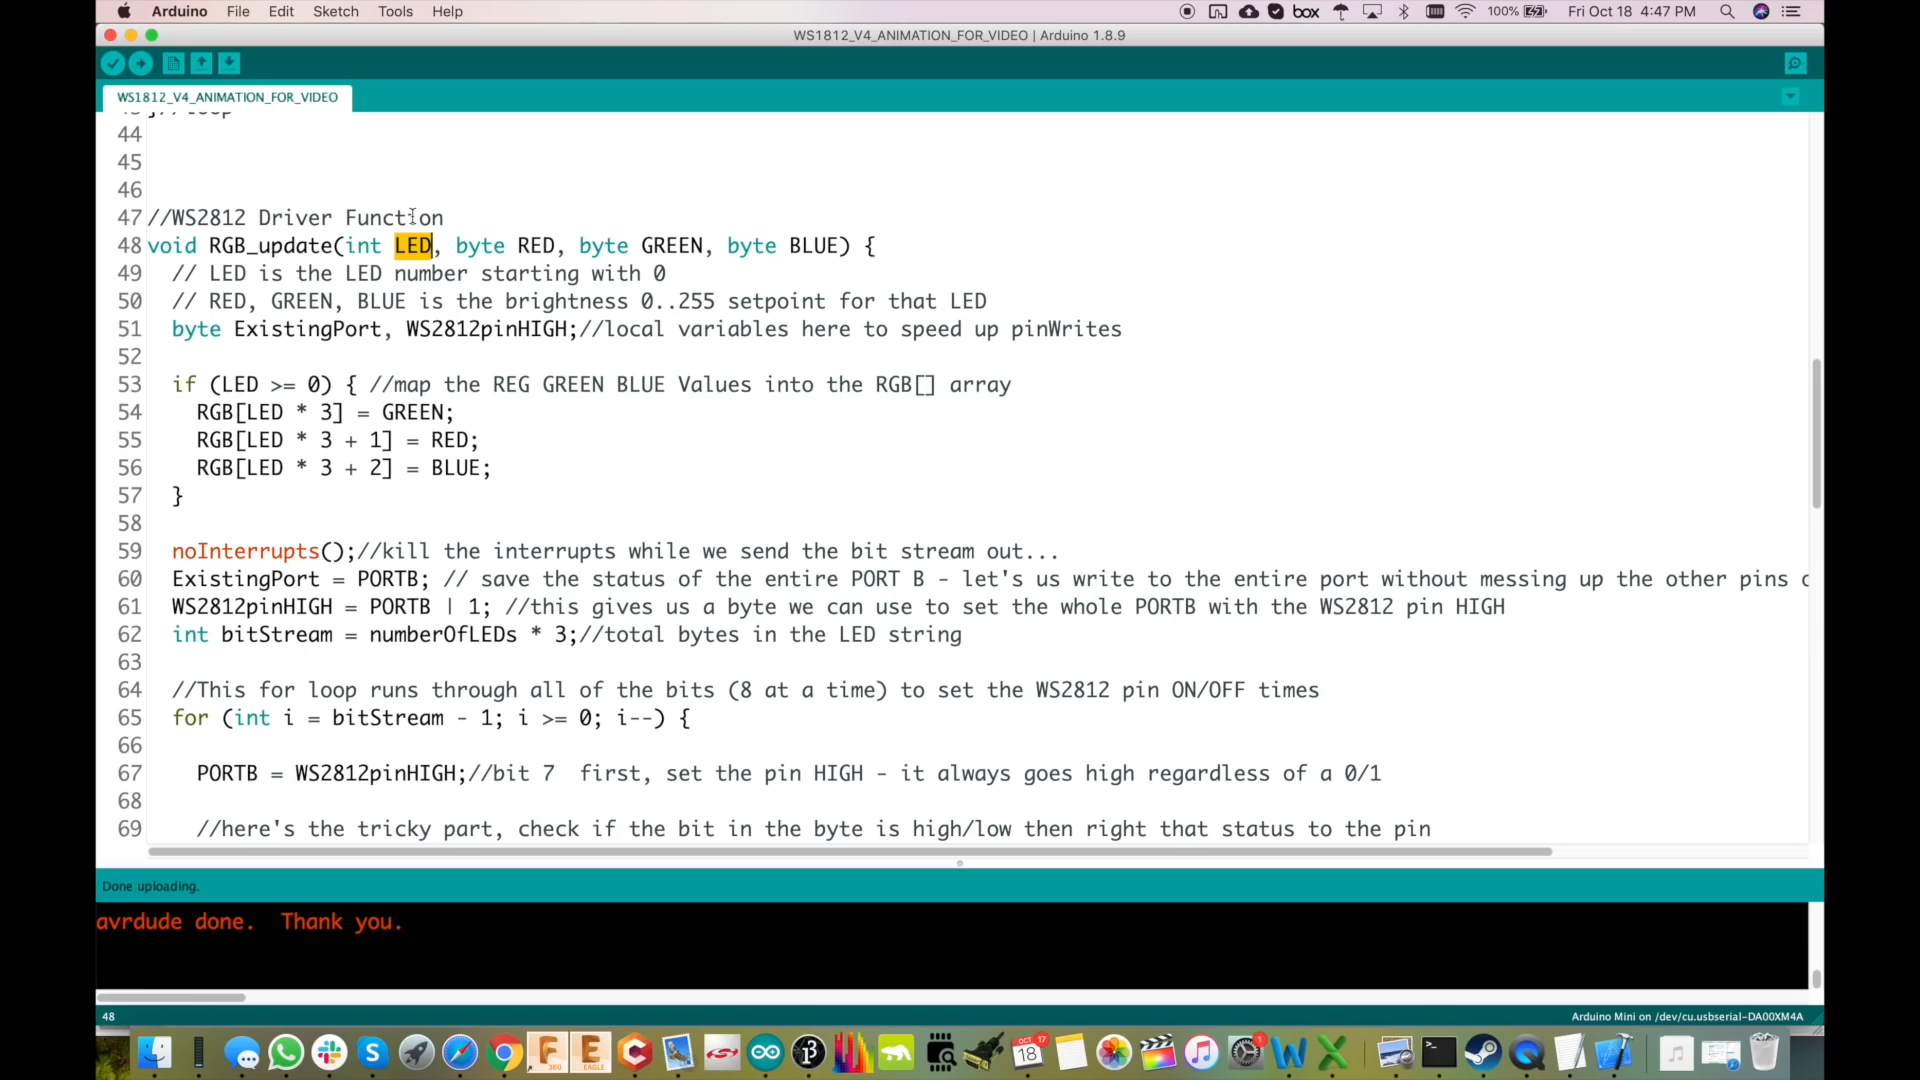 Arduino File Edit Sketch Tools Help
box 100% Fri Oct 18 4:47 PM
WS1812_V4_ANIMATION_FOR_VIDEO | Arduino 1.8.9
WS1812_V4_ANIMATION_FOR_VIDEO
44
45
46
47 //WS2812 Driver Function
48 void RGB_update(int LED, byte RED, byte GREEN, byte BLUE) {
49 // LED is the LED number starting with 0
50 // RED, GREEN, BLUE is the brightness 0..255 setpoint for that LED
51 byte ExistingPort, WS2812pinHIGH;//local variables here to speed up pinWrites
52
53 if (LED >= 0) { //map the REG GREEN BLUE Values into the RGB[] array
54 RGB[LED * 3] = GREEN;
55 RGB[LED * 3 + 1] = RED;
56 RGB[LED * 3 + 2] = BLUE;
57 }
58
59 noInterrupts();//kill the interrupts while we send the bit stream out...
60 ExistingPort = PORTB; // save the status of the entire PORT B - let's us write to the entire port without messing up the other pins
61 WS2812pinHIGH = PORTB | 1; //this gives us a byte we can use to set the whole PORTB with the WS2812 pin HIGH
62 int bitStream = numberOfLEDs * 3;//total bytes in the LED string
63
64 //This for loop runs through all of the bits (8 at a time) to set the WS2812 pin ON/OFF times
65 for (int i = bitStream - 1; i >= 0; i--) {
66
67 PORTB = WS2812pinHIGH;//bit 7  first, set the pin HIGH - it always goes high regardless of a 0/1
68
69 //here's the tricky part, check if the bit in the byte is high/low then right that status to the pin
Done uploading.
avrdude done.  Thank you.
48
Arduino Mini on /dev/cu.usbserial-DA00XM4A
F 360
E EAGLE
OCT 18 17
1